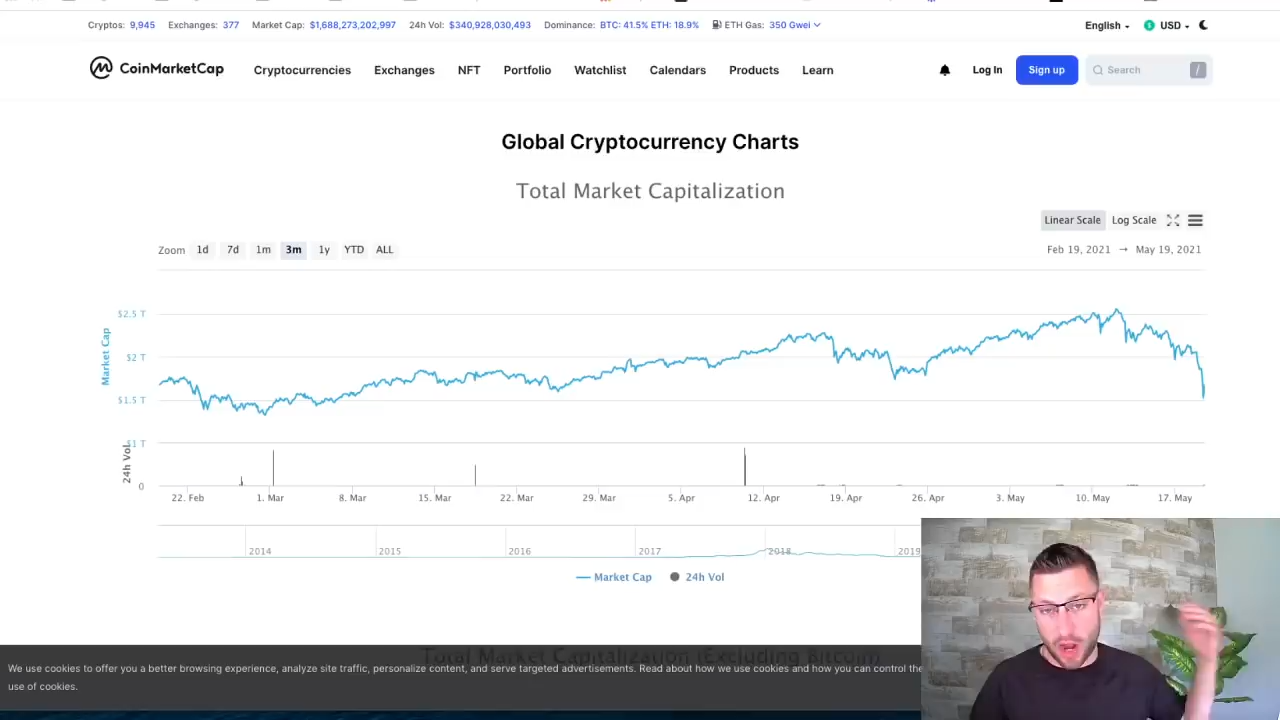 Cryptos: 9,945 Exchanges: 377 Market Cap: $1,688,273,202,997 24h Vol: $340,928,030,493 Dominance: BTC: 41.5% ETH: 18.9% ETH Gas: 350 Gwei English USD
CoinMarketCap Cryptocurrencies Exchanges NFT Portfolio Watchlist Calendars Products Learn Log In Sign up Search /
Global Cryptocurrency Charts
Total Market Capitalization
Linear Scale Log Scale
Zoom 1d 7d 1m 3m 1y YTD ALL Feb 19, 2021 → May 19, 2021
Market Cap
$2.5 T
$2 T
$1.5 T
$1 T
24h Vol
0
22. Feb 1. Mar 8. Mar 15. Mar 22. Mar 29. Mar 5. Apr 12. Apr 19. Apr 26. Apr 3. May 10. May 17. May
2014 2015 2016 2017 2018 2019
Market Cap 24h Vol
Total Market Capitalization (Excluding Bitcoin)
We use cookies to offer you a better browsing experience, analyze site traffic, personalize content, and serve targeted advertisements. Read about how we use cookies and how you can control the
use of cookies.